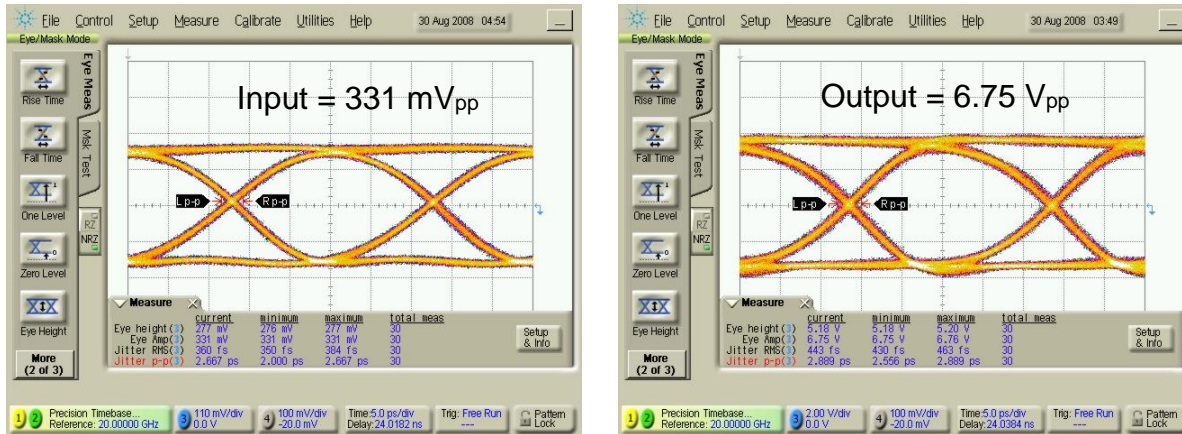 File Control Setup Measure Calibrate Utilities Help 30 Aug 2008 04:54
Eye/Mask Mode
Eye Meas
Msk Test
Rise Time
Fall Time
One Level
Zero Level
Eye Height
More
(2 of 3)
RZ
NRZ
Input = 331 mVpp
L p-p
R p-p
Measure
current minimum maximum total meas
Eye height(3) 277 mV 276 mV 277 mV 30
Eye Amp(3) 331 mV 331 mV 331 mV 30
Jitter RMS(3) 360 fs 350 fs 384 fs 30
Jitter p-p(3) 2.667 ps 2.000 ps 2.667 ps 30
Setup
& Info
1 2 Precision Timebase...
Reference: 20.00000 GHz
3 110 mV/div
0.0 V
4 100 mV/div
-20.0 mV
Time:5.0 ps/div
Delay:24.0182 ns
Trig: Free Run
---
Pattern
Lock
File Control Setup Measure Calibrate Utilities Help 30 Aug 2008 03:49
Eye/Mask Mode
Eye Meas
Msk Test
Rise Time
Fall Time
One Level
Zero Level
Eye Height
More
(2 of 3)
RZ
NRZ
Output = 6.75 Vpp
L p-p
R p-p
Measure
current minimum maximum total meas
Eye height(3) 5.18 V 5.18 V 5.20 V 30
Eye Amp(3) 6.75 V 6.75 V 6.76 V 30
Jitter RMS(3) 443 fs 430 fs 463 fs 30
Jitter p-p(3) 2.889 ps 2.556 ps 2.889 ps 30
Setup
& Info
1 2 Precision Timebase...
Reference: 20.00000 GHz
3 2.00 V/div
0.0 V
4 100 mV/div
-20.0 mV
Time:5.0 ps/div
Delay:24.0384 ns
Trig: Free Run
---
Pattern
Lock